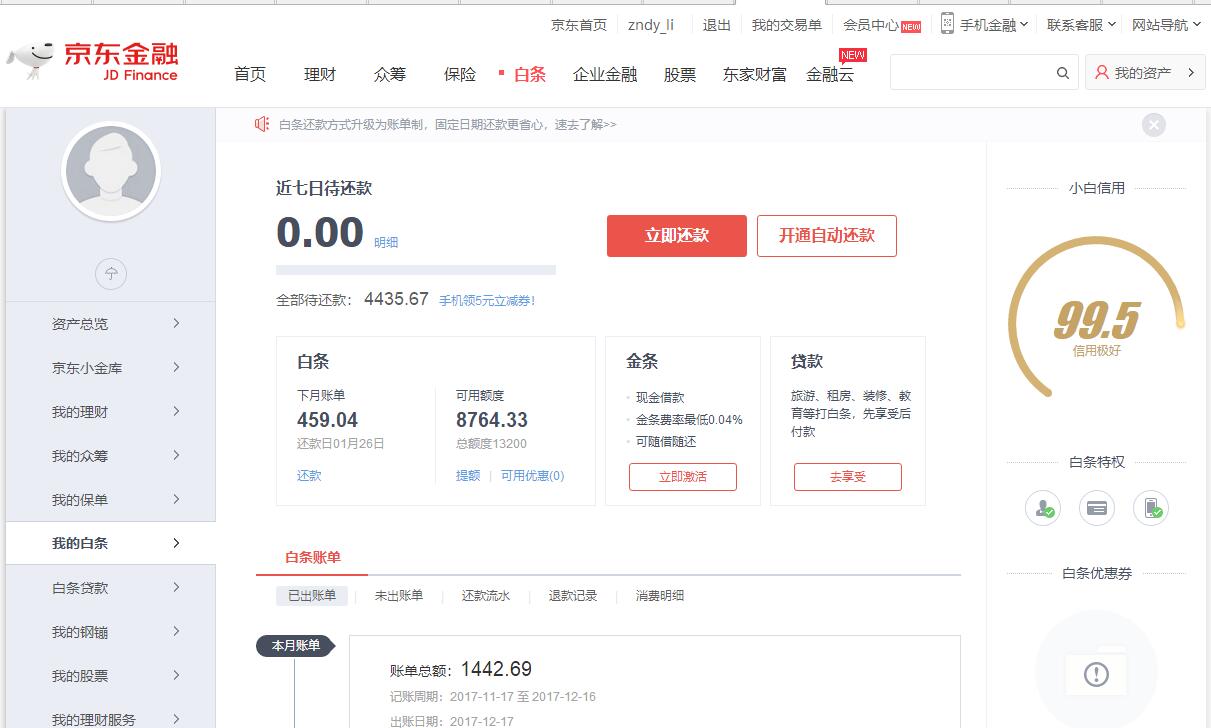 京东首页 zndy_li 退出 我的交易单 会员中心 NEW 手机金融 联系客服 网站导航
京东金融
JD Finance
首页 理财 众筹 保险 白条 企业金融 股票 东家财富 金融云 NEW 我的资产
白条还款方式升级为账单制，固定日期还款更省心，速去了解>>
资产总览
京东小金库
我的理财
我的众筹
我的保单
我的白条
白条贷款
我的钢镚
我的股票
我的理财服务
近七日待还款
0.00 明细
立即还款 开通自动还款
全部待还款： 4435.67 手机领5元立减券!
白条
下月账单
459.04
还款日01月26日
还款
可用额度
8764.33
总额度13200
提额 可用优惠(0)
金条
现金借款
金条费率最低0.04%
可随借随还
立即激活
贷款
旅游、租房、装修、教
育等打白条，先享受后
付款
去享受
白条账单
已出账单 未出账单 还款流水 退款记录 消费明细
本月账单
账单总额：1442.69
记账周期：2017-11-17 至 2017-12-16
出账日期：2017-12-17
小白信用
99.5
信用极好
白条特权
白条优惠券